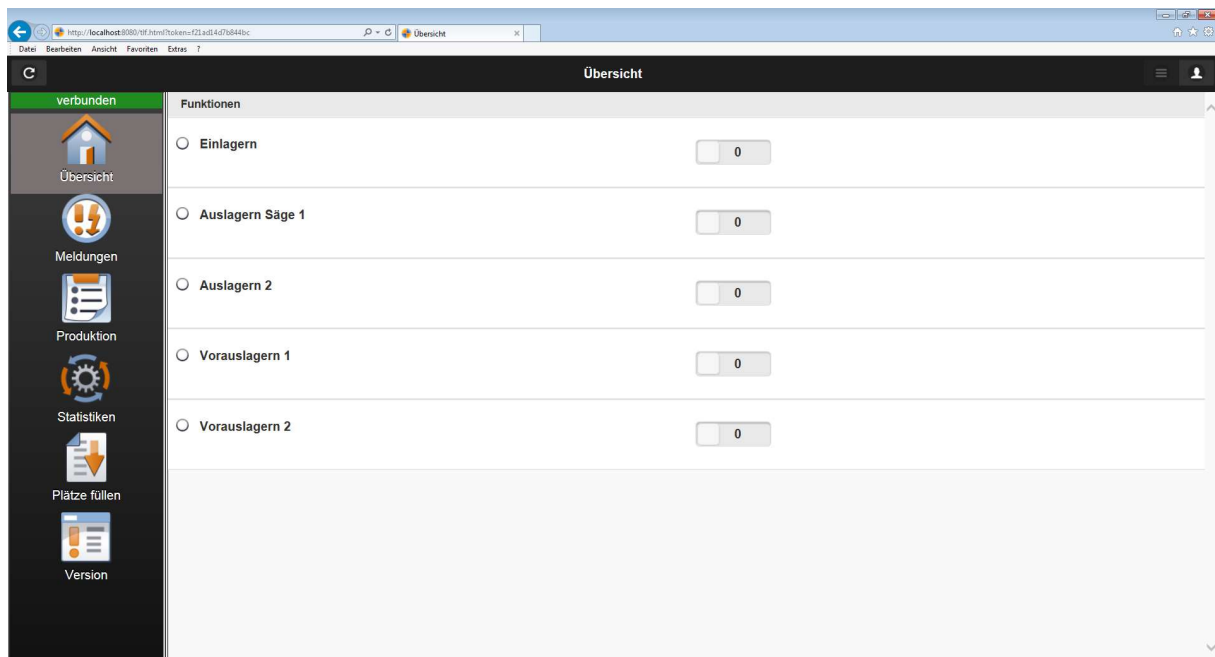 http://localhost:8080/tlf.html?token=f21ad14d7b844bc
Übersicht
Datei Bearbeiten Ansicht Favoriten Extras ?
Übersicht
verbunden
Übersicht
Meldungen
Produktion
Statistiken
Plätze füllen
Version
Funktionen
Einlagern 0
Auslagern Säge 1 0
Auslagern 2 0
Vorauslagern 1 0
Vorauslagern 2 0